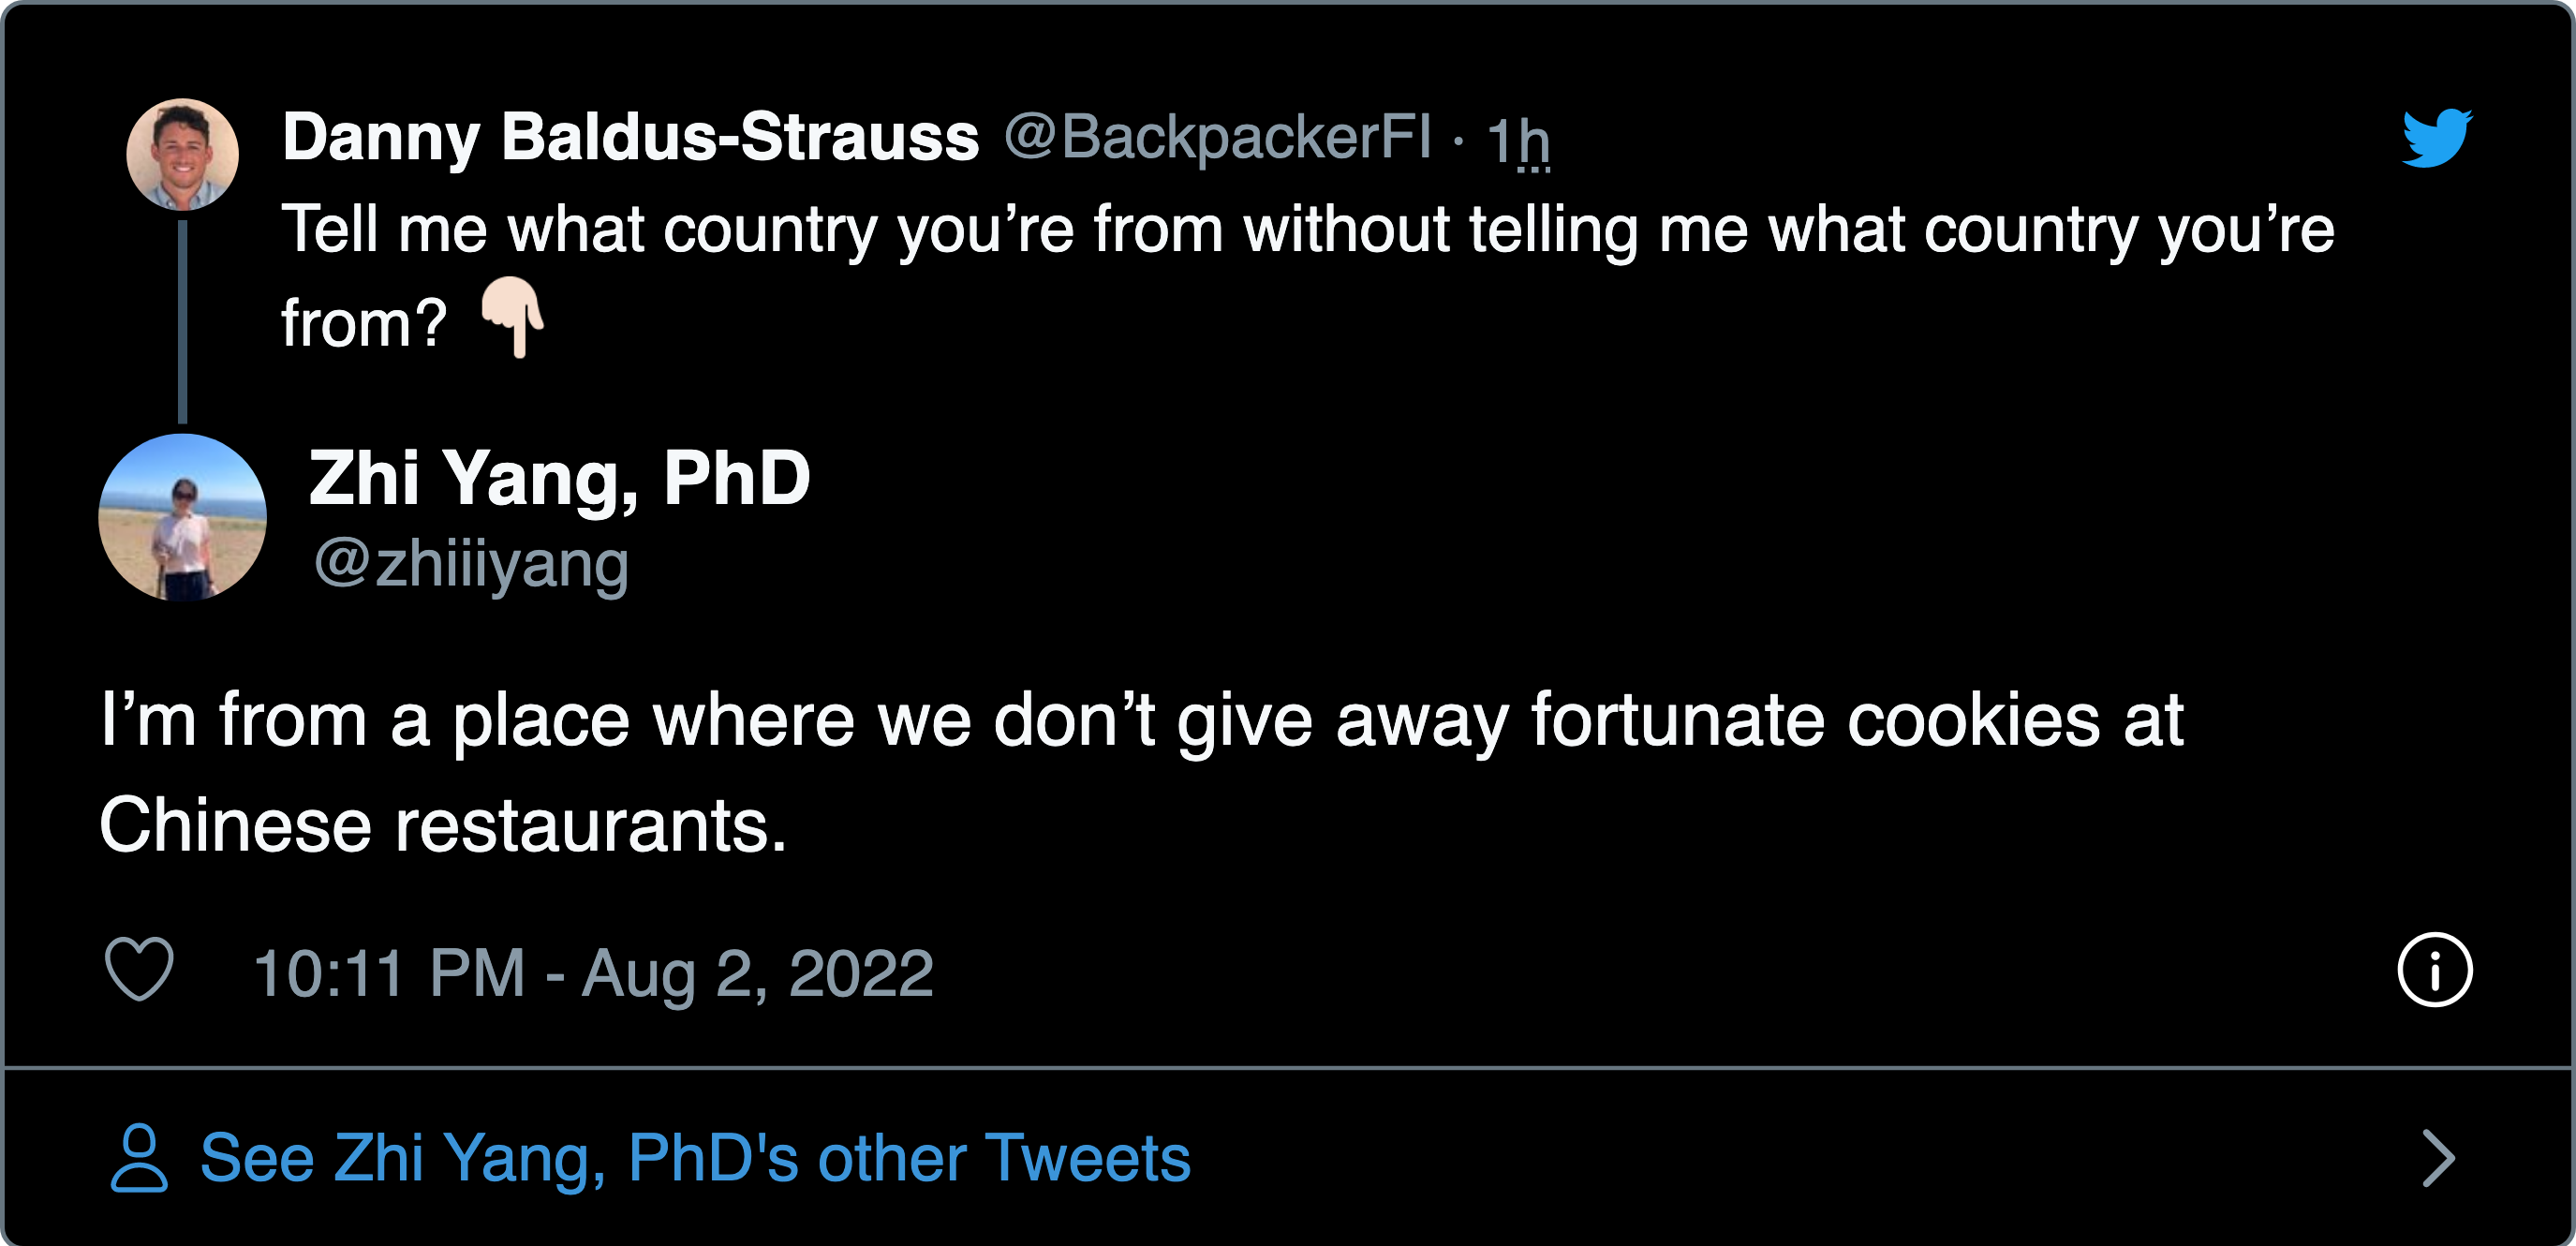 Danny Baldus-Strauss @BackpackerFI · 1h
Tell me what country you’re from without telling me what country you’re
from? 👇🏻
Zhi Yang, PhD
@zhiiiyang
I’m from a place where we don’t give away fortunate cookies at
Chinese restaurants.
10:11 PM - Aug 2, 2022
See Zhi Yang, PhD's other Tweets